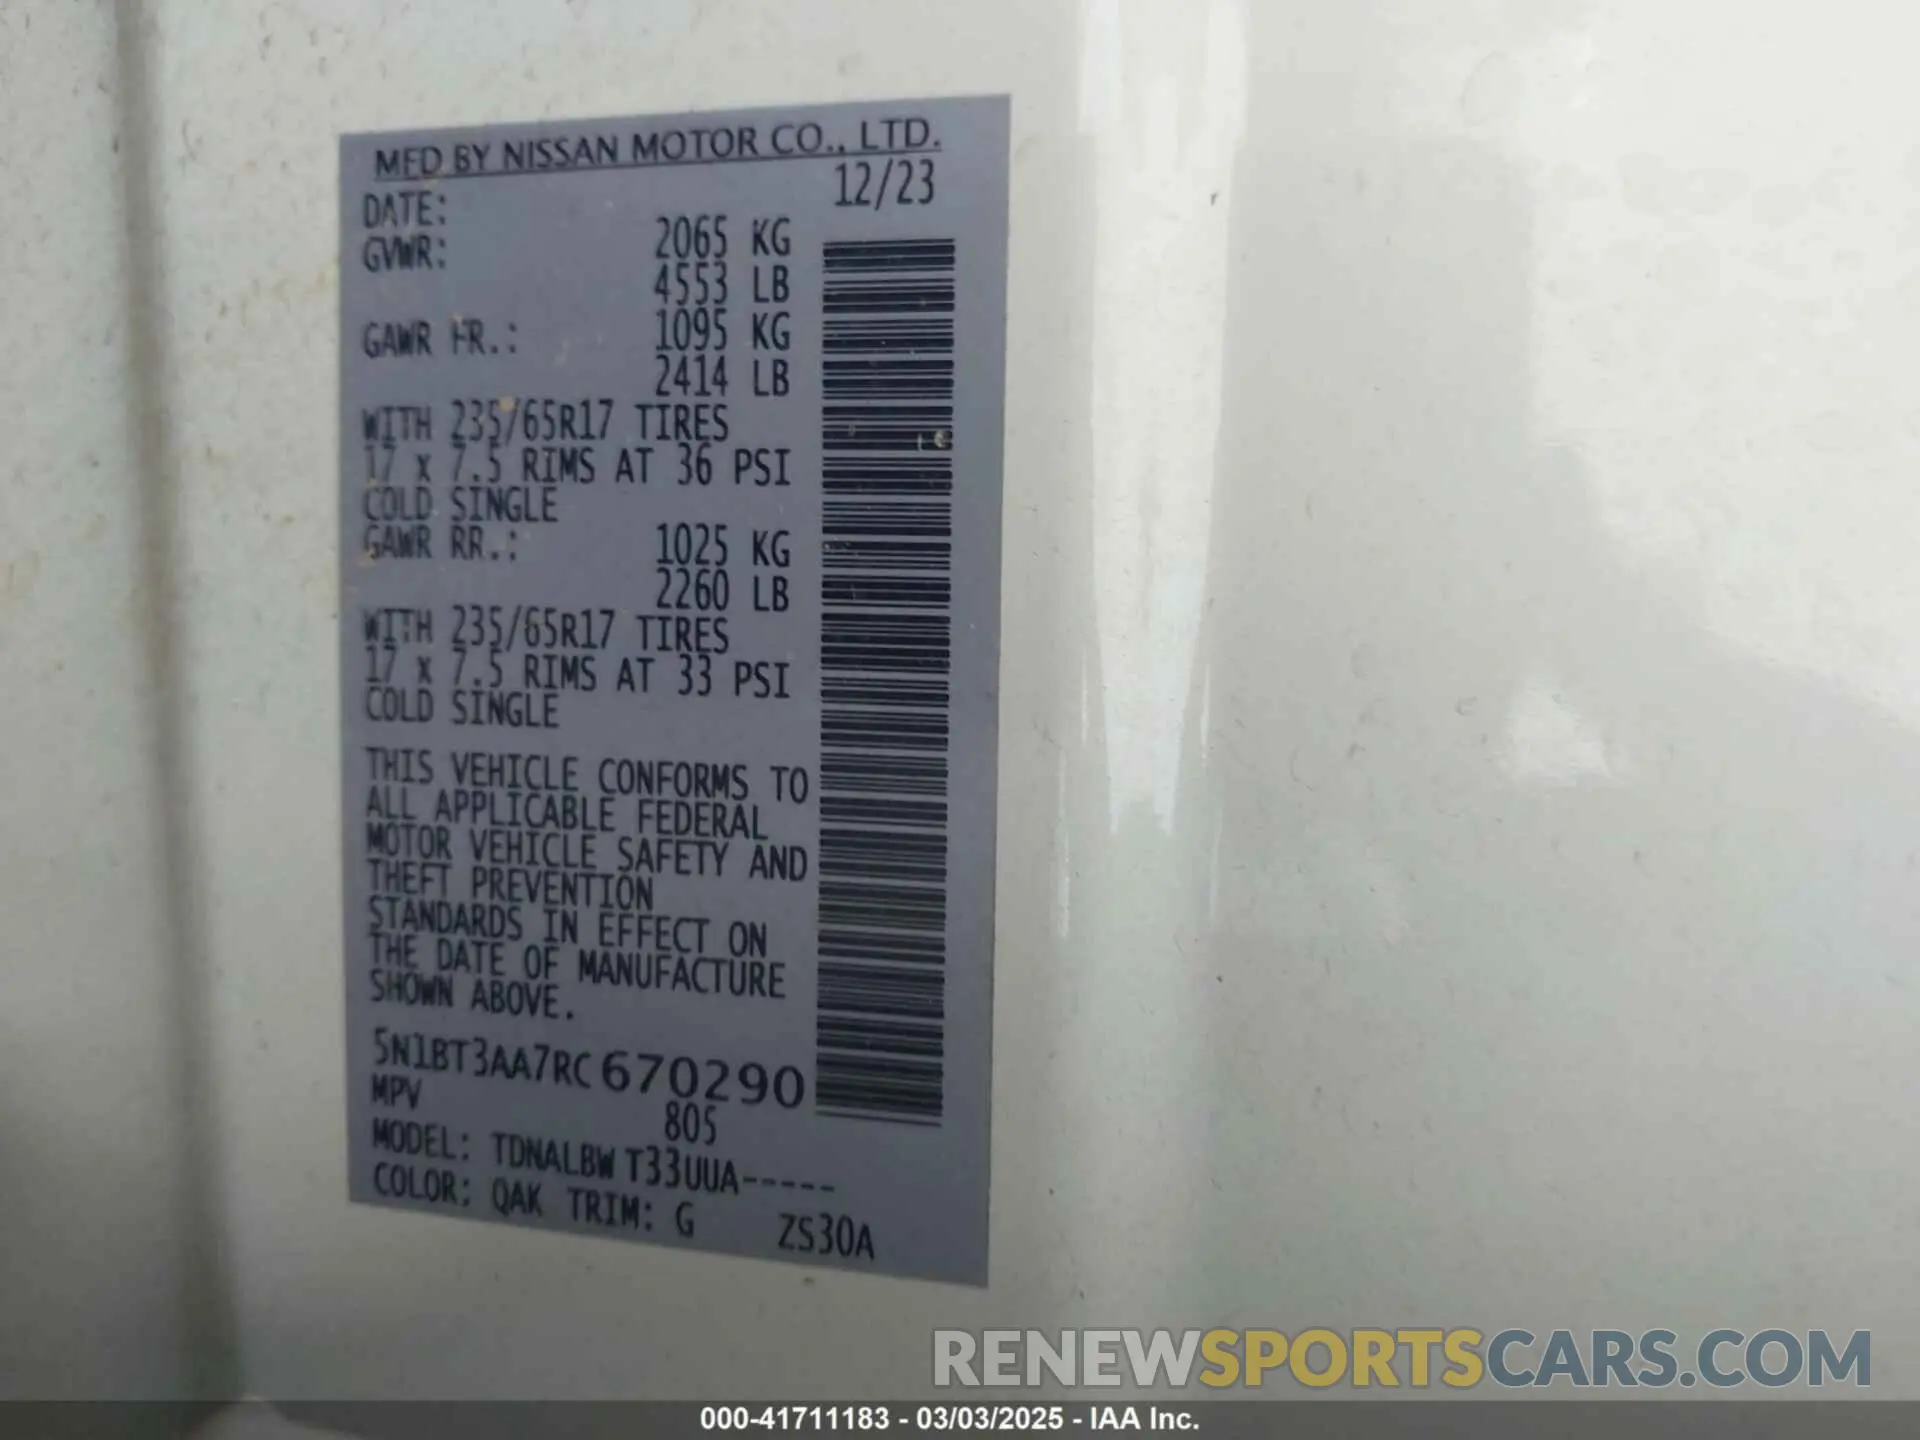 MFD BY NISSAN MOTOR CO., LTD.
DATE: 12/23
GVWR: 2065 KG
4553 LB
GAWR FR.: 1095 KG
2414 LB
WITH 235/65R17 TIRES
17 x 7.5 RIMS AT 36 PSI
COLD SINGLE
GAWR RR.: 1025 KG
2260 LB
WITH 235/65R17 TIRES
17 x 7.5 RIMS AT 33 PSI
COLD SINGLE
THIS VEHICLE CONFORMS TO
ALL APPLICABLE FEDERAL
MOTOR VEHICLE SAFETY AND
THEFT PREVENTION
STANDARDS IN EFFECT ON
THE DATE OF MANUFACTURE
SHOWN ABOVE.
5N1BT3AA7RC670290
MPV 805
MODEL: TDNALBW T33UUA-----
COLOR: QAK TRIM: G ZS30A
RENEWSPORTSCARS.COM
000-41711183 - 03/03/2025 - IAA Inc.